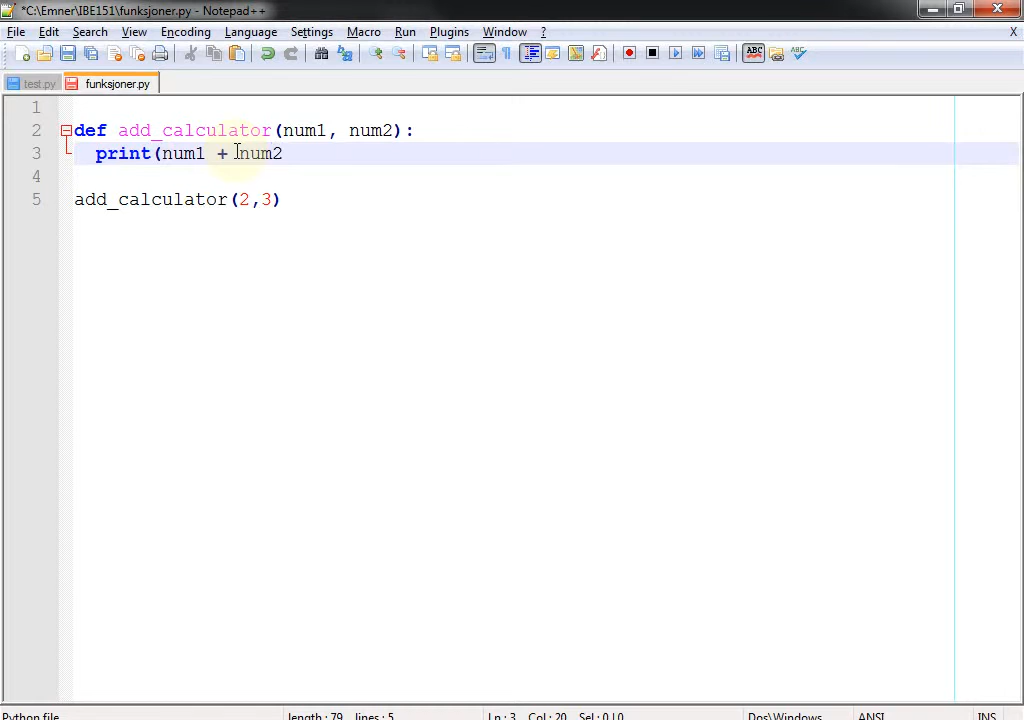 *C:\Emner\IBE151\funksjoner.py - Notepad++
File Edit Search View Encoding Language Settings Macro Run Plugins Window ? X
test.py funksjoner.py
1
2 def add_calculator(num1, num2):
3 print(num1 + num2
4
5 add_calculator(2,3)
Python file length : 79 lines : 5 Ln : 3 Col : 20 Sel : 0 | 0 Dos\Windows ANSI INS